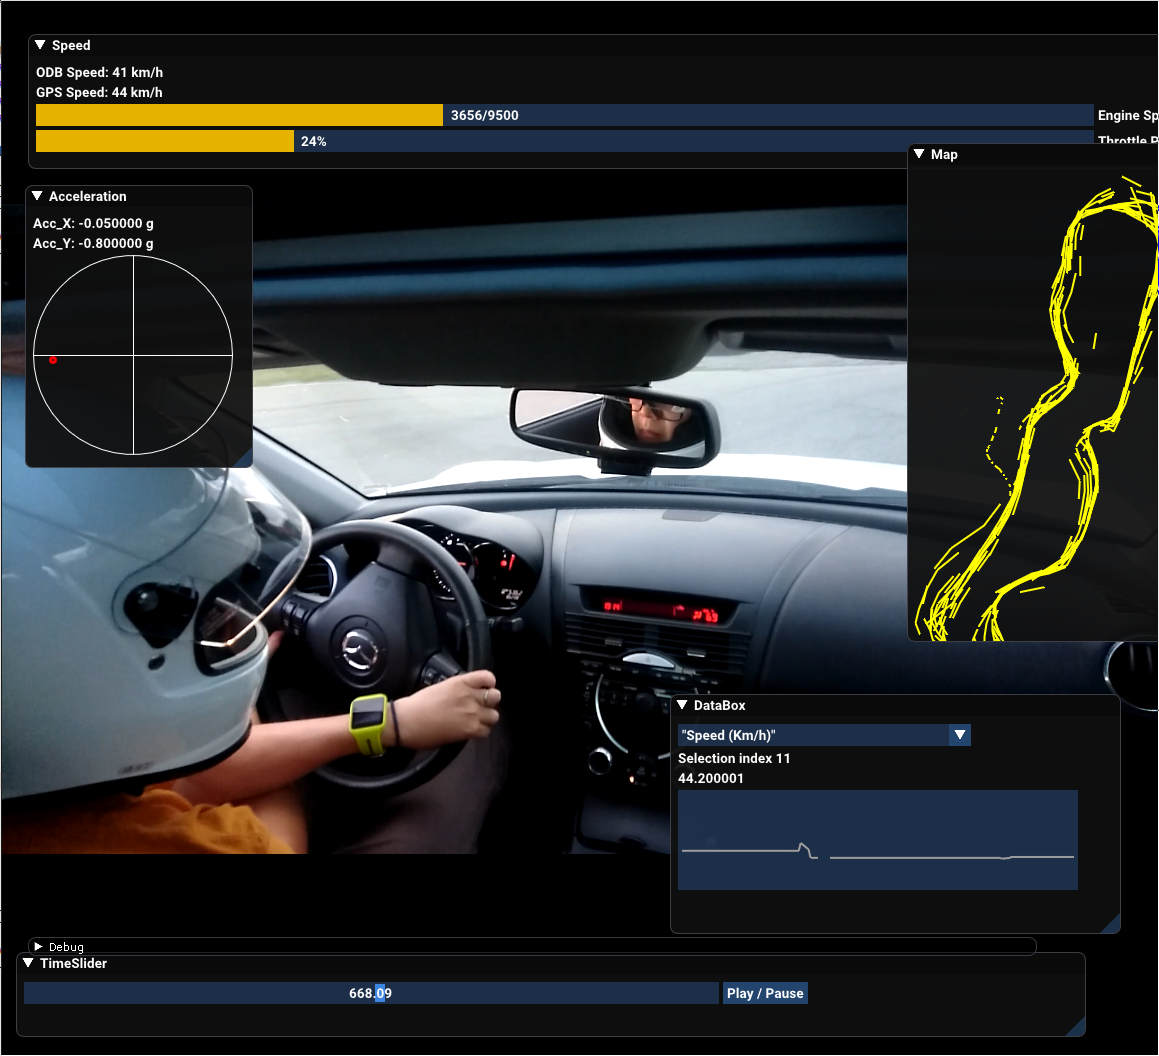 Speed
ODB Speed: 41 km/h
GPS Speed: 44 km/h
3656/9500
Engine Sp
24%
Throttle P
Map
Acceleration
Acc_X: -0.050000 g
Acc_Y: -0.800000 g
DataBox
"Speed (Km/h)"
Selection index 11
44.200001
Debug
TimeSlider
668.09
Play / Pause